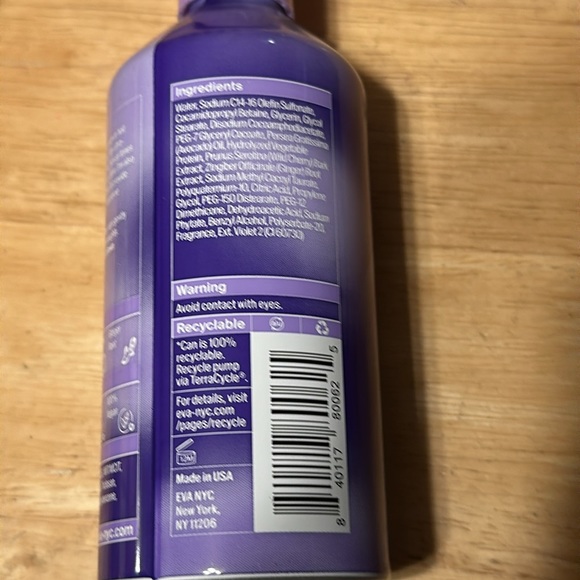 Ingredients
Water, Sodium C14-16 Olefin Sulfonate,
Cocamidopropyl Betaine, Glycerin, Glycol
Stearate, Disodium Cocoamphodiacetate,
PEG-7 Glyceryl Cocoate, Persea Gratissima
(Avocado) Oil, Hydrolyzed Vegetable
Protein, Prunus Serotina (Wild Cherry) Bark
Extract, Zingiber Officinale (Ginger) Root
Extract, Sodium Methyl Cocoyl Taurate,
Polyquaternium-10, Citric Acid, Propylene
Glycol, PEG-150 Distearate, PEG-12
Dimethicone, Dehydroacetic Acid, Sodium
Phytate, Benzyl Alcohol, Polysorbate-20,
Fragrance, Ext. Violet 2 (CI 60730)
Warning
Avoid contact with eyes.
Recyclable
*Can is 100%
recyclable.
Recycle pump
via TerraCycle®.
For details, visit
eva-nyc.com
/pages/recycle
12M
Made in USA
EVA NYC
New York,
NY 11206
8 40117 80062 5